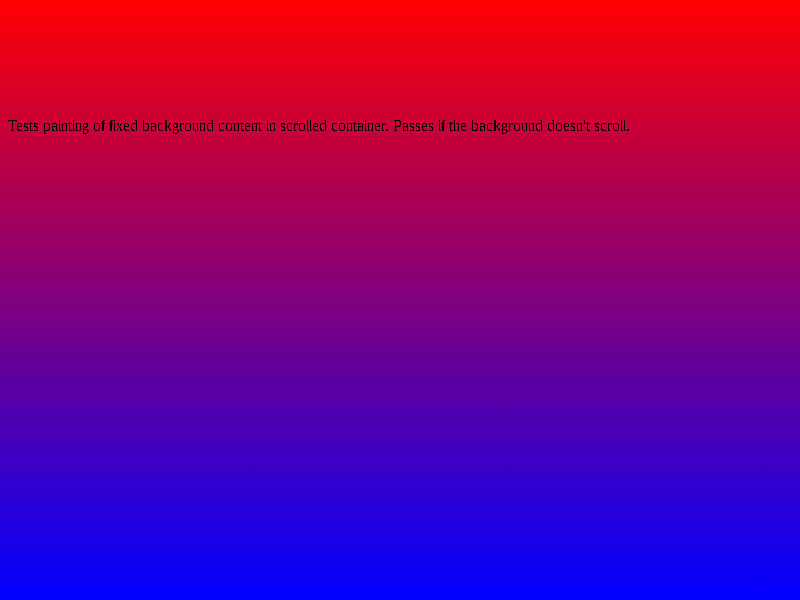 Tests painting of fixed background content in scrolled container. Passes if the background doesn't scroll.